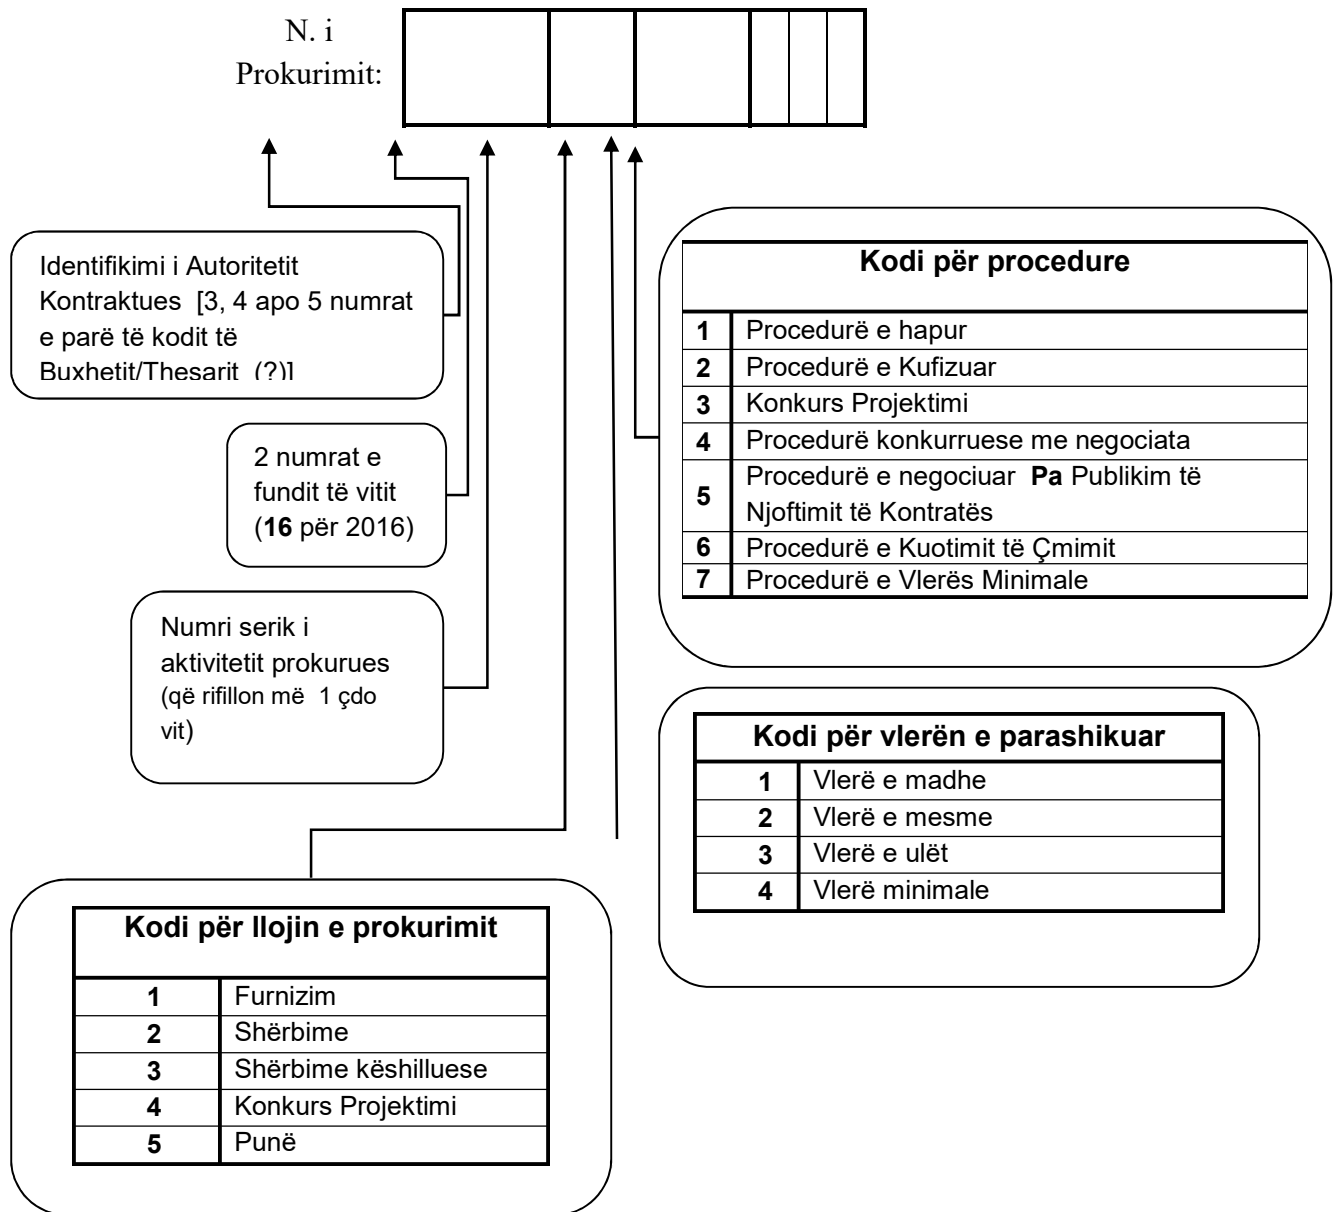 N. i
Prokurimit:
Identifikimi i Autoritetit
Kontraktues [3, 4 apo 5 numrat
e parë të kodit të
Buxhetit/Thesarit (?)]
2 numrat e
fundit të vitit
(16 për 2016)
Numri serik i
aktivitetit prokurues
(që rifillon më 1 çdo
vit)
Kodi për procedure
1 Procedurë e hapur
2 Procedurë e Kufizuar
3 Konkurs Projektimi
4 Procedurë konkurruese me negociata
5 Procedurë e negociuar Pa Publikim të
Njoftimit të Kontratës
6 Procedurë e Kuotimit të Çmimit
7 Procedurë e Vlerës Minimale
Kodi për vlerën e parashikuar
1 Vlerë e madhe
2 Vlerë e mesme
3 Vlerë e ulët
4 Vlerë minimale
Kodi për llojin e prokurimit
1 Furnizim
2 Shërbime
3 Shërbime këshilluese
4 Konkurs Projektimi
5 Punë